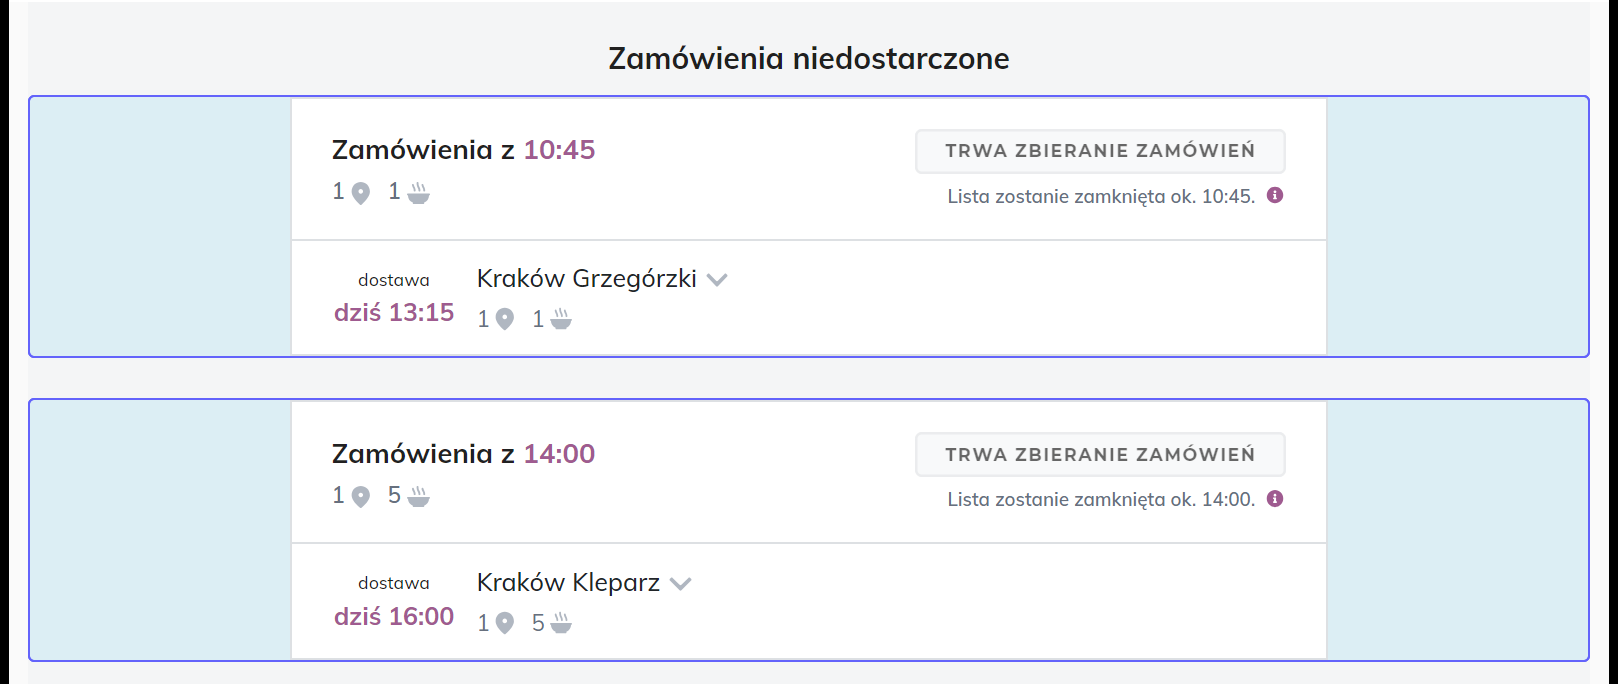 Zamówienia niedostarczone
Zamówienia z 10:45
TRWA ZBIERANIE ZAMÓWIEŃ
1 1
Lista zostanie zamknięta ok. 10:45.
dostawa
Kraków Grzegórzki
dziś 13:15
1 1
Zamówienia z 14:00
TRWA ZBIERANIE ZAMÓWIEŃ
1 5
Lista zostanie zamknięta ok. 14:00.
dostawa
Kraków Kleparz
dziś 16:00
1 5